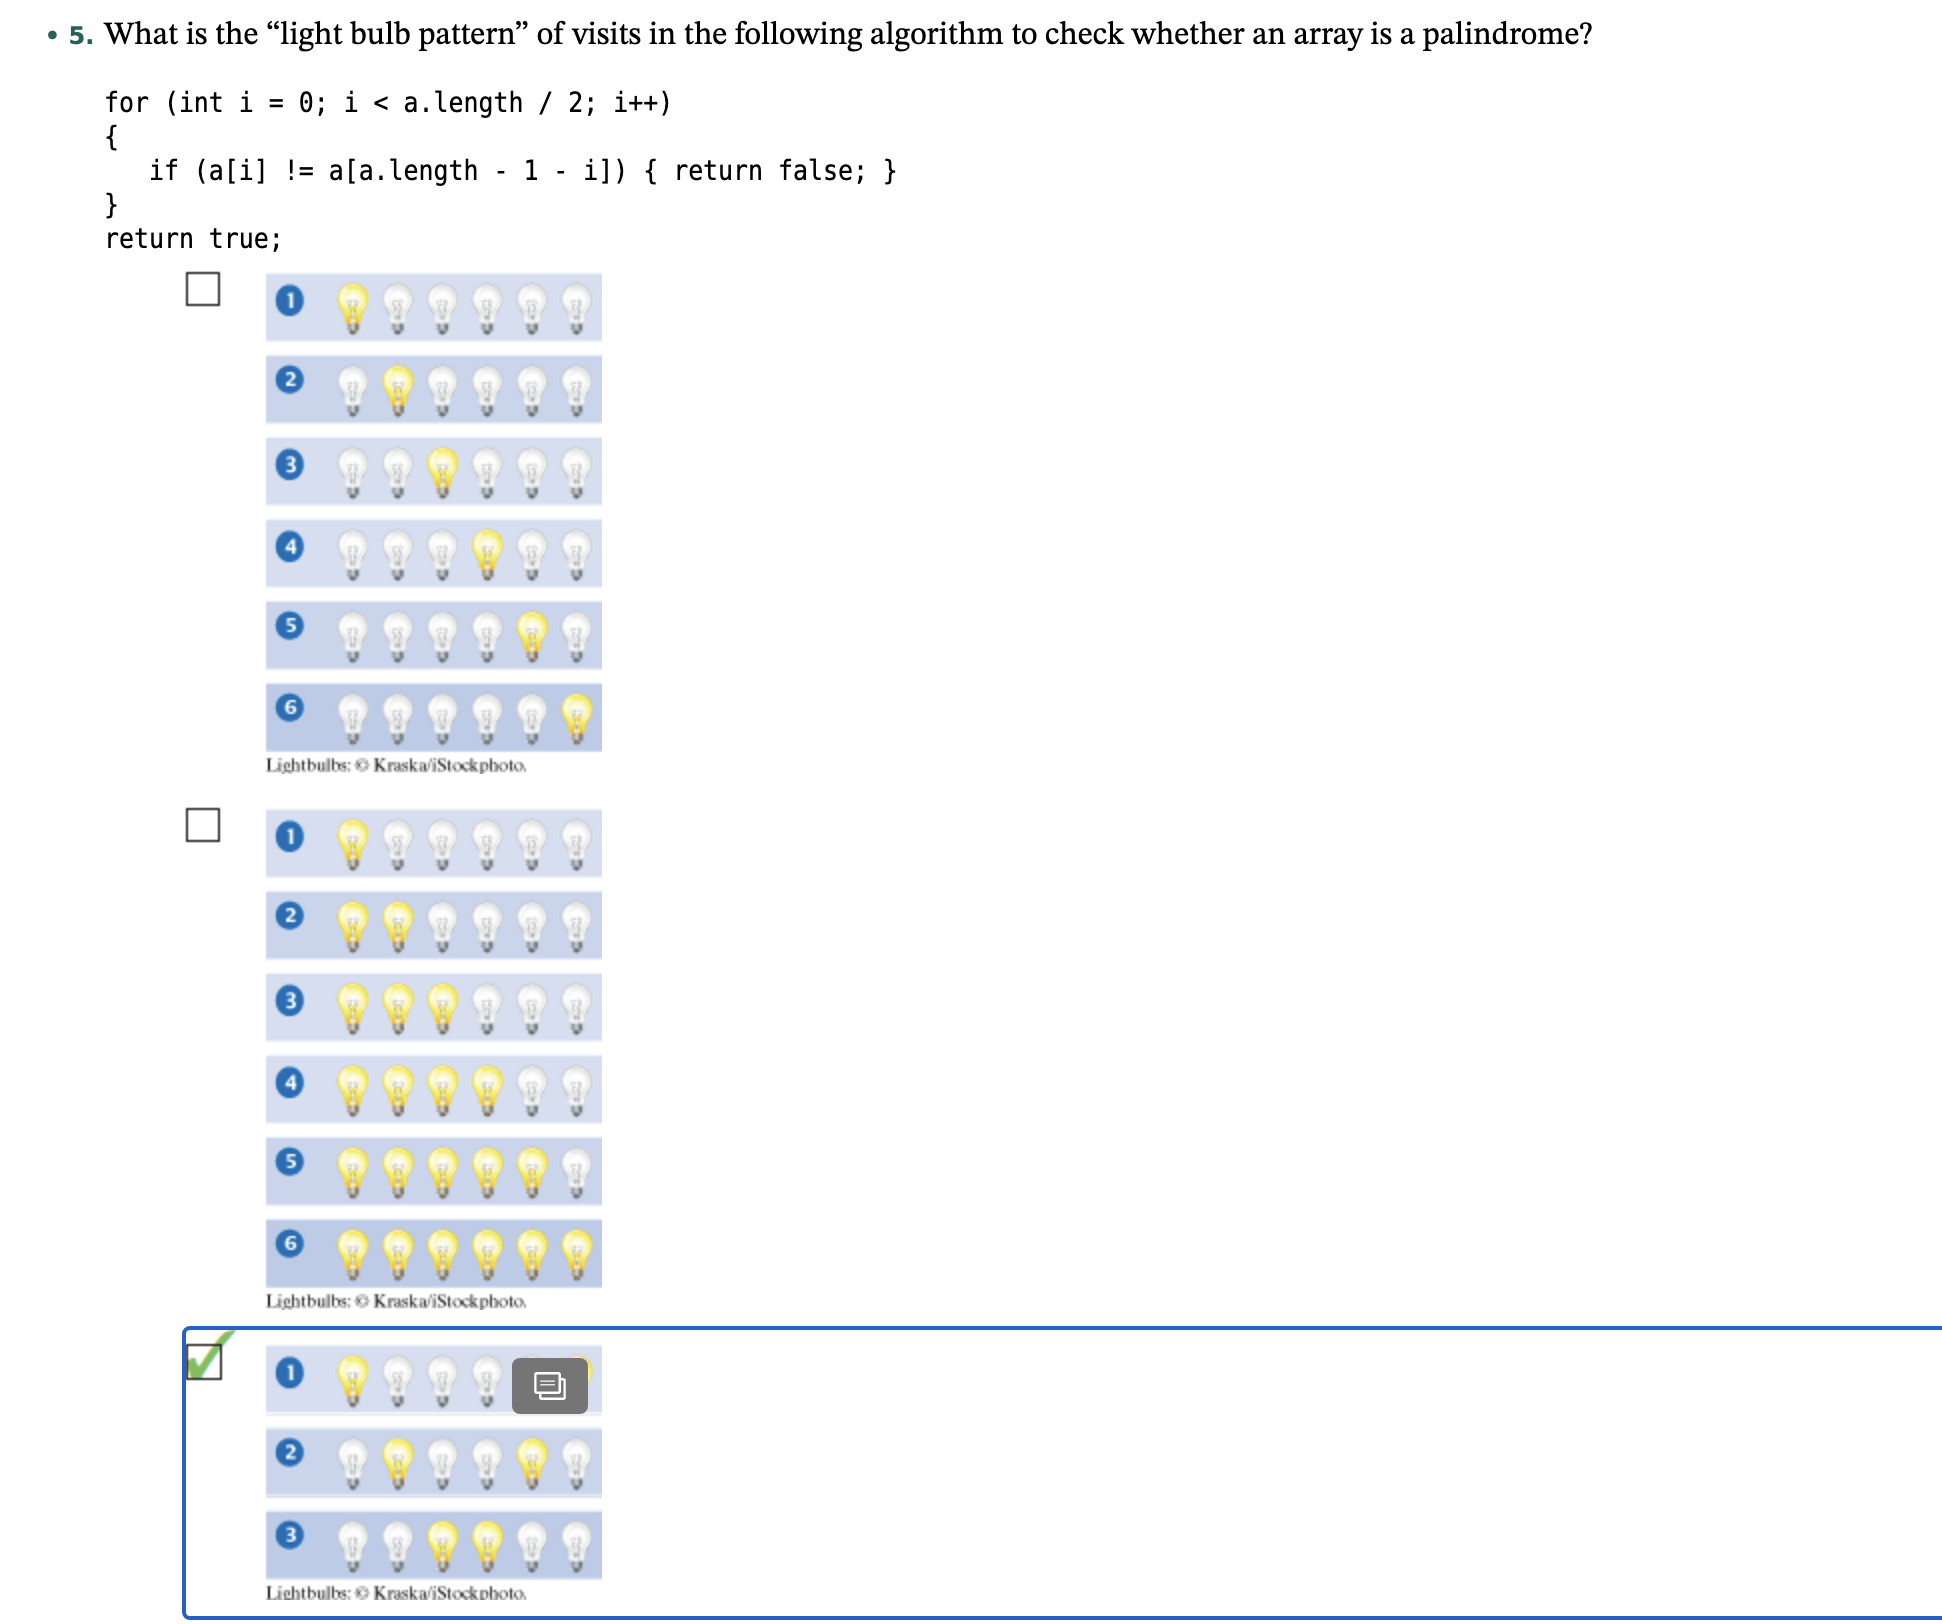 • 5. What is the “light bulb pattern” of visits in the following algorithm to check whether an array is a palindrome?
for (int i = 0; i < a.length / 2; i++)
{
if (a[i] != a[a.length - 1 - i]) { return false; }
}
return true;
1
2
3
4
5
6
Lightbulbs: © Kraska/iStockphoto.
1
2
3
4
5
6
Lightbulbs: © Kraska/iStockphoto.
1
2
3
Lightbulbs: © Kraska/iStockphoto.